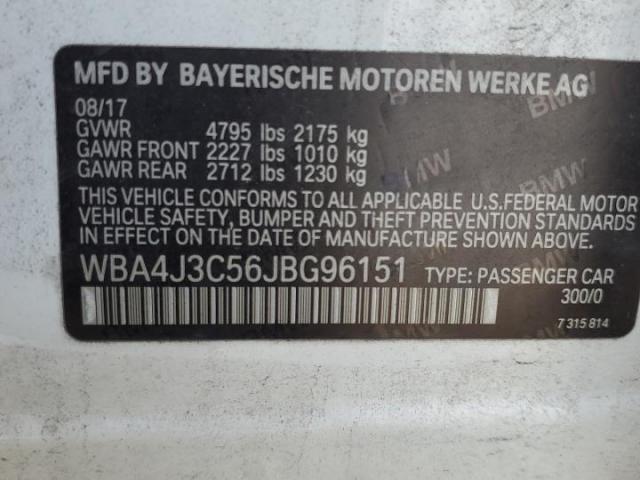 MFD BY BAYERISCHE MOTOREN WERKE AG
08/17
GVWR 4795 lbs 2175 kg
GAWR FRONT 2227 lbs 1010 kg
GAWR REAR 2712 lbs 1230 kg
THIS VEHICLE CONFORMS TO ALL APPLICABLE U.S.FEDERAL MOTOR
VEHICLE SAFETY, BUMPER AND THEFT PREVENTION STANDARDS
IN EFFECT ON THE DATE OF MANUFACTURE SHOWN ABOVE.
WBA4J3C56JBG96151 TYPE: PASSENGER CAR
300/0
7 315 814
BMW
BMW
BMW